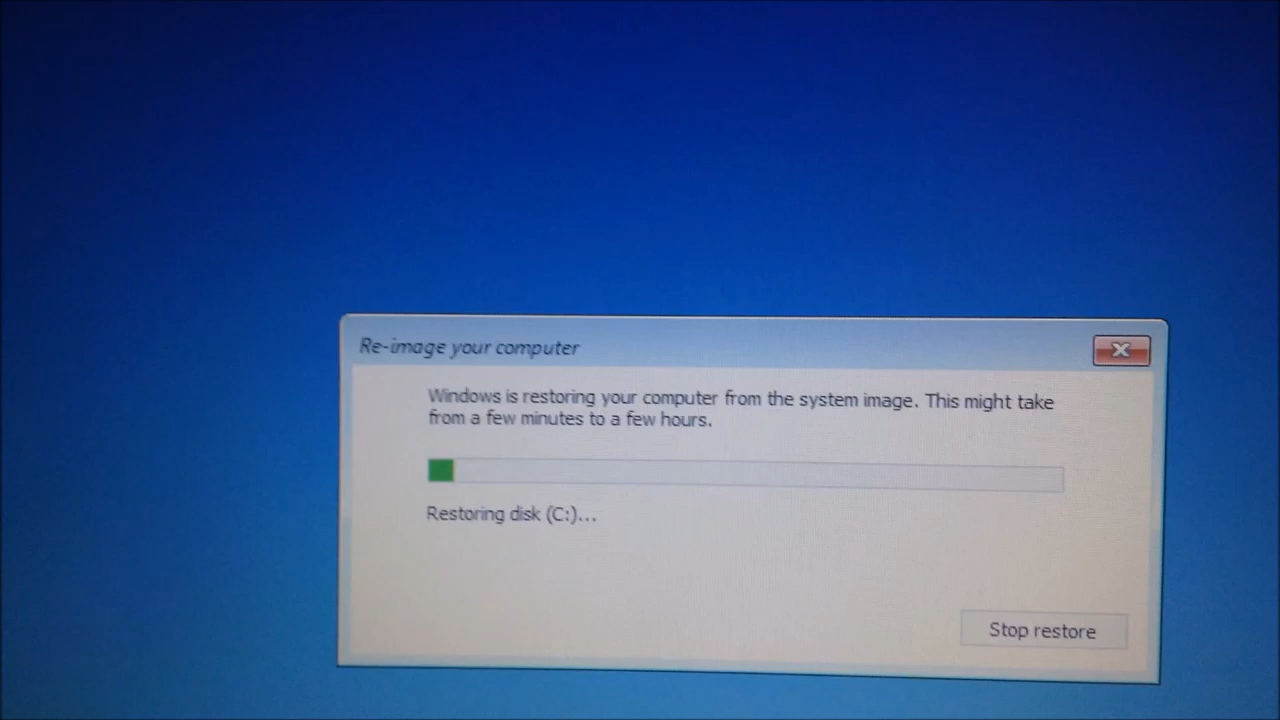 Re-image your computer
Windows is restoring your computer from the system image. This might take
from a few minutes to a few hours.
Restoring disk (C:)...
Stop restore